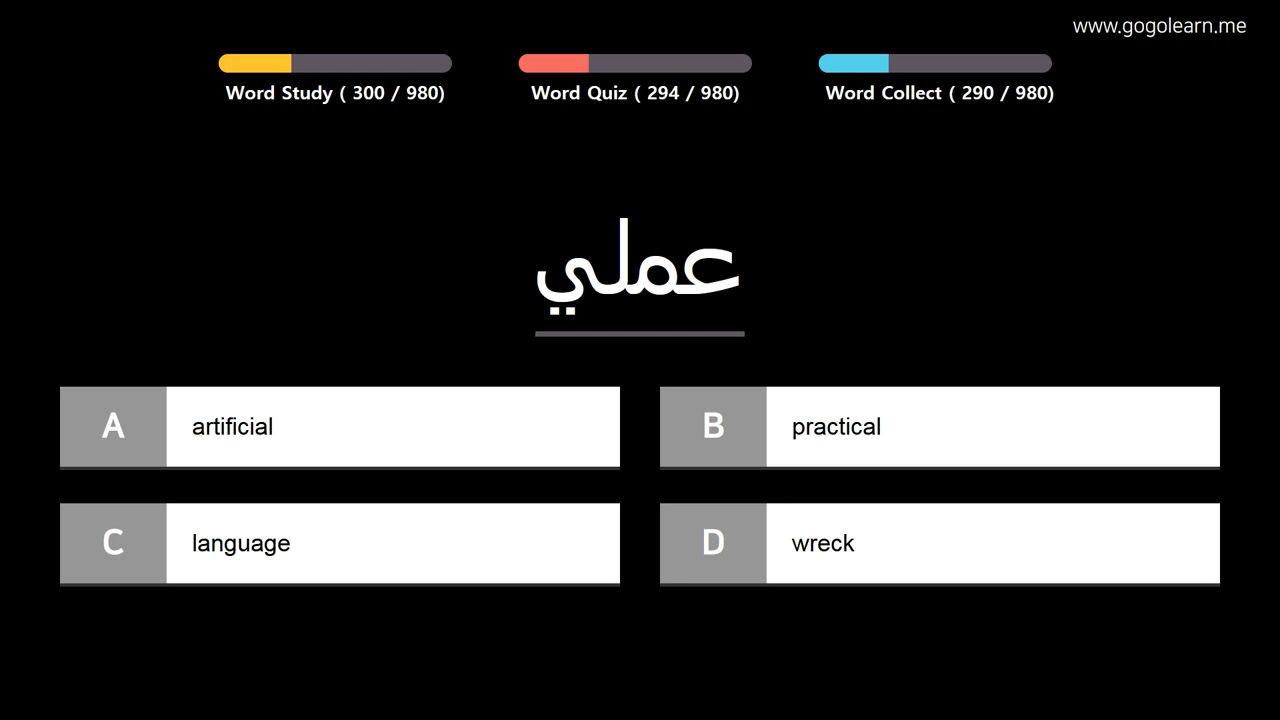 www.gogolearn.me
Word Study ( 300 / 980)
Word Quiz ( 294 / 980)
Word Collect ( 290 / 980)
عملي
A artificial
B practical
C language
D wreck